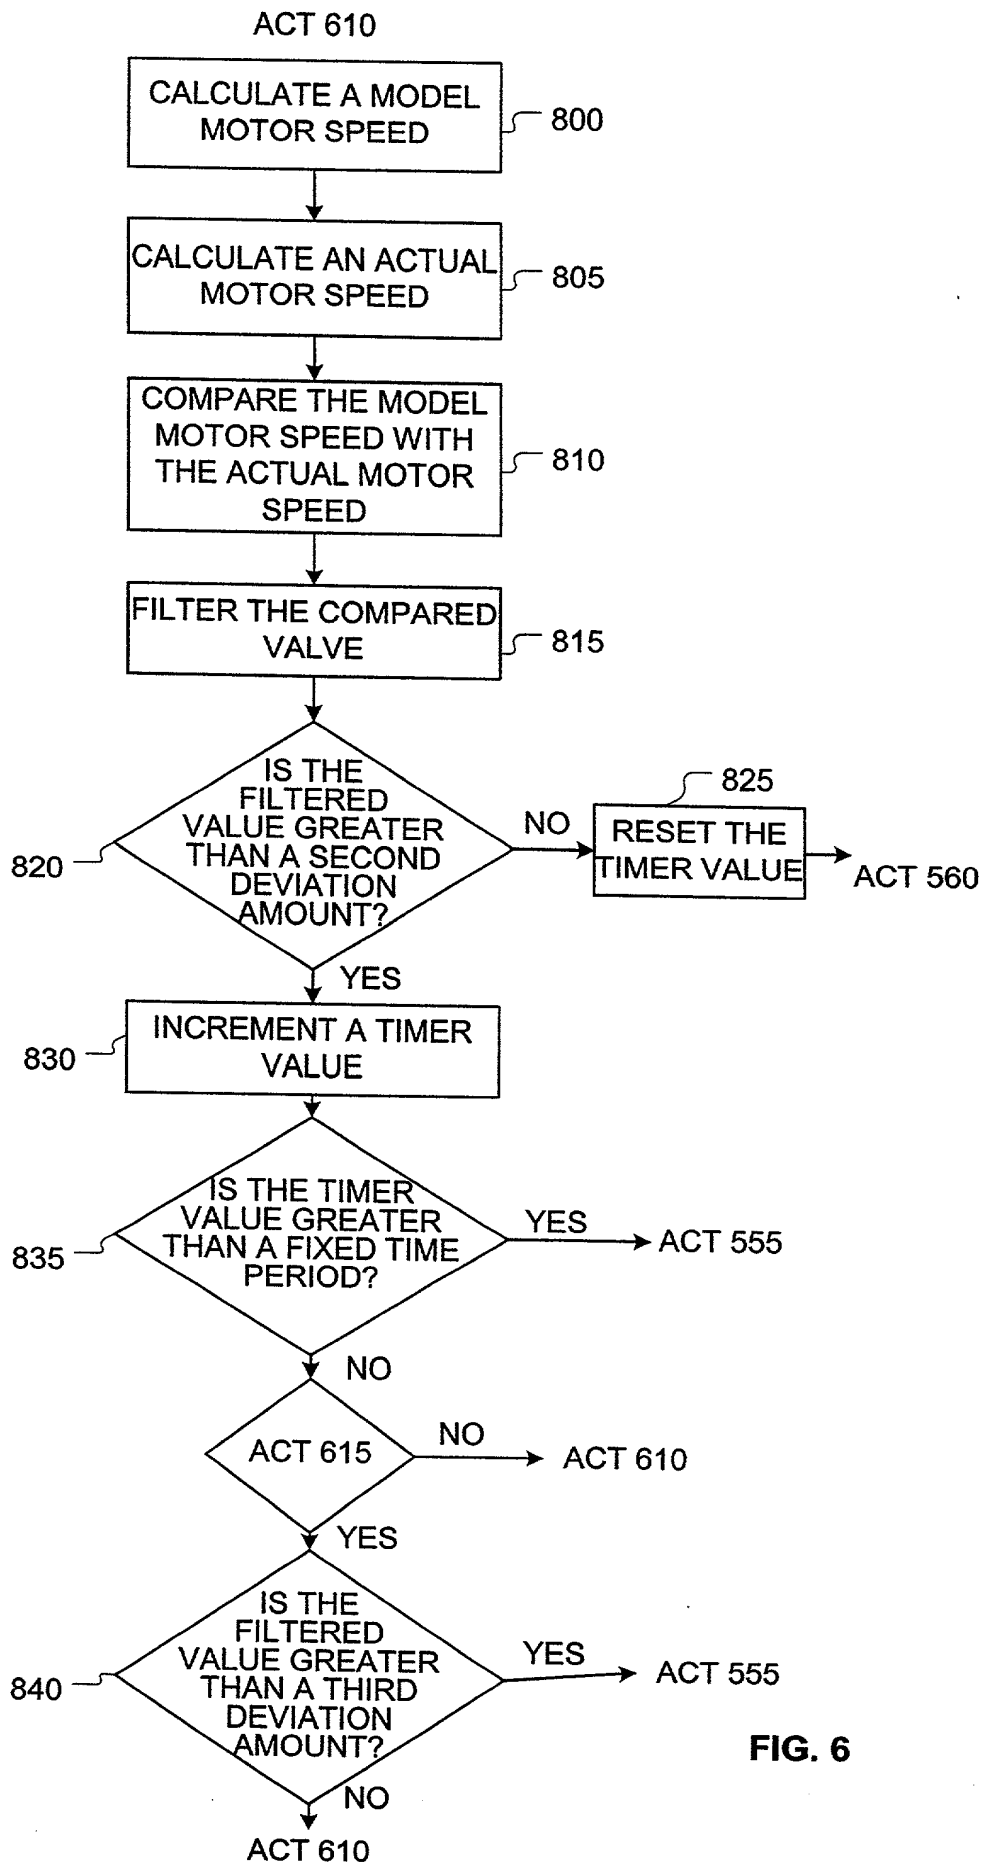 ACT 610
CALCULATE A MODEL
MOTOR SPEED
800
CALCULATE AN ACTUAL
MOTOR SPEED
805
COMPARE THE MODEL
MOTOR SPEED WITH
THE ACTUAL MOTOR
SPEED
810
FILTER THE COMPARED
VALVE
815
IS THE
FILTERED
VALUE GREATER
THAN A SECOND
DEVIATION
AMOUNT?
820
NO
825
RESET THE
TIMER VALUE
ACT 560
YES
INCREMENT A TIMER
VALUE
830
IS THE TIMER
VALUE GREATER
THAN A FIXED TIME
PERIOD?
835
YES
ACT 555
NO
ACT 615
NO
ACT 610
YES
IS THE
FILTERED
VALUE GREATER
THAN A THIRD
DEVIATION
AMOUNT?
840
YES
ACT 555
NO
ACT 610
FIG. 6